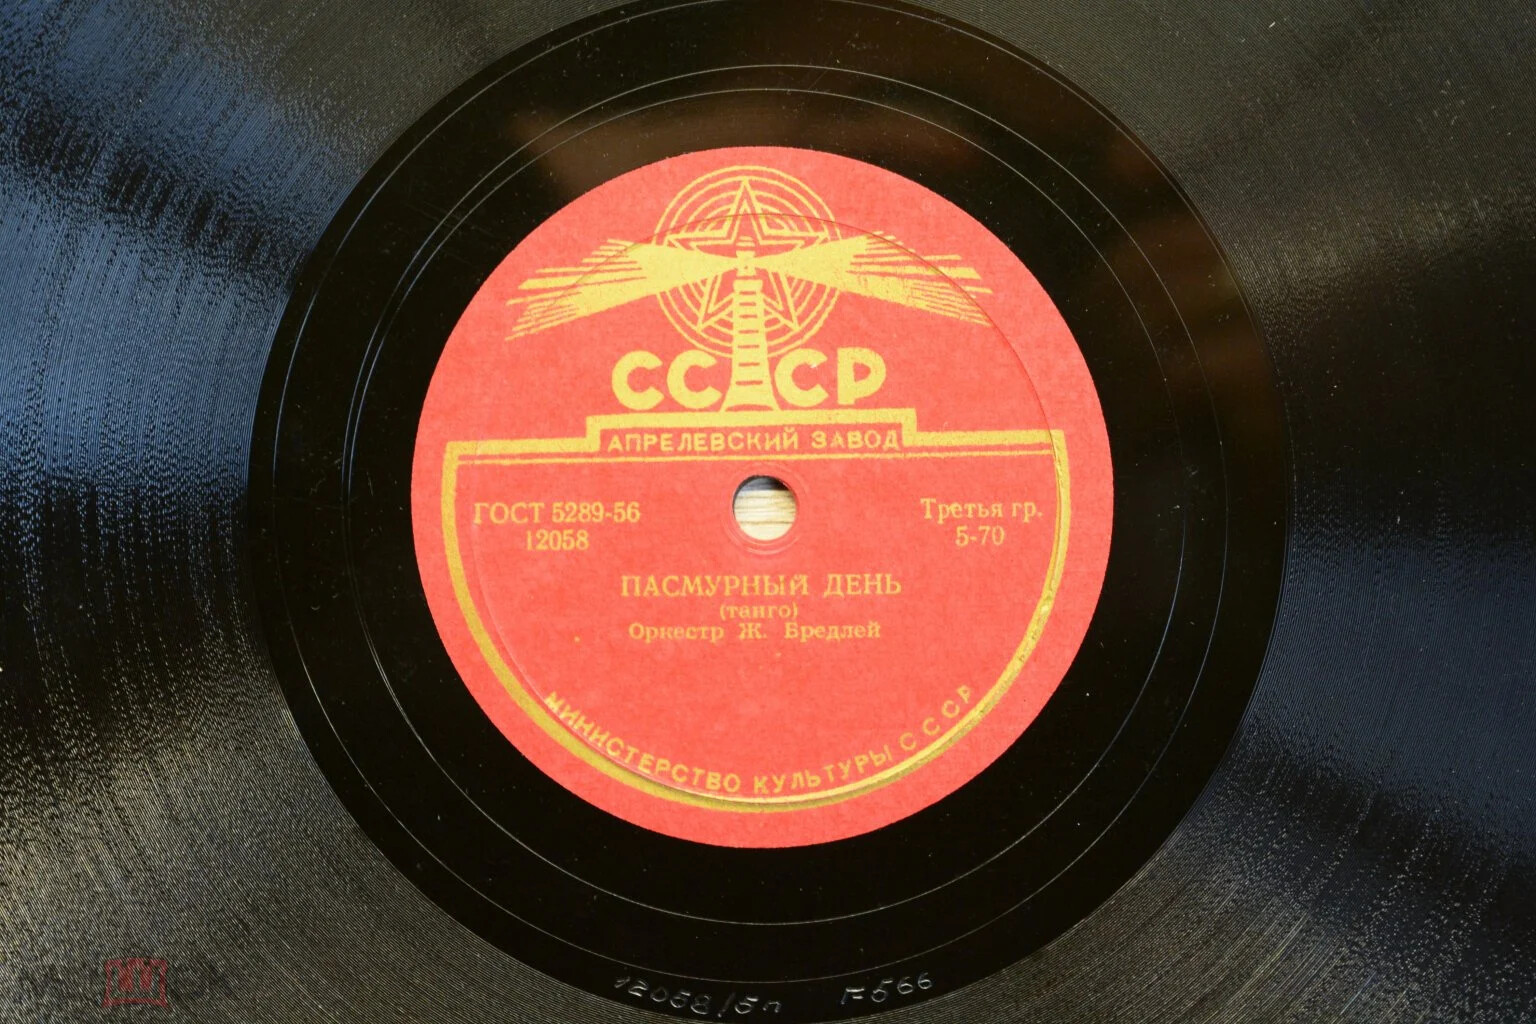 СССР
АПРЕЛЕВСКИЙ ЗАВОД
ГОСТ 5289-56
12058
Третья гр.
5-70
ПАСМУРНЫЙ ДЕНЬ
(танго)
Оркестр Ж. Бредлей
МИНИСТЕРСТВО КУЛЬТУРЫ СССР
12058/5п